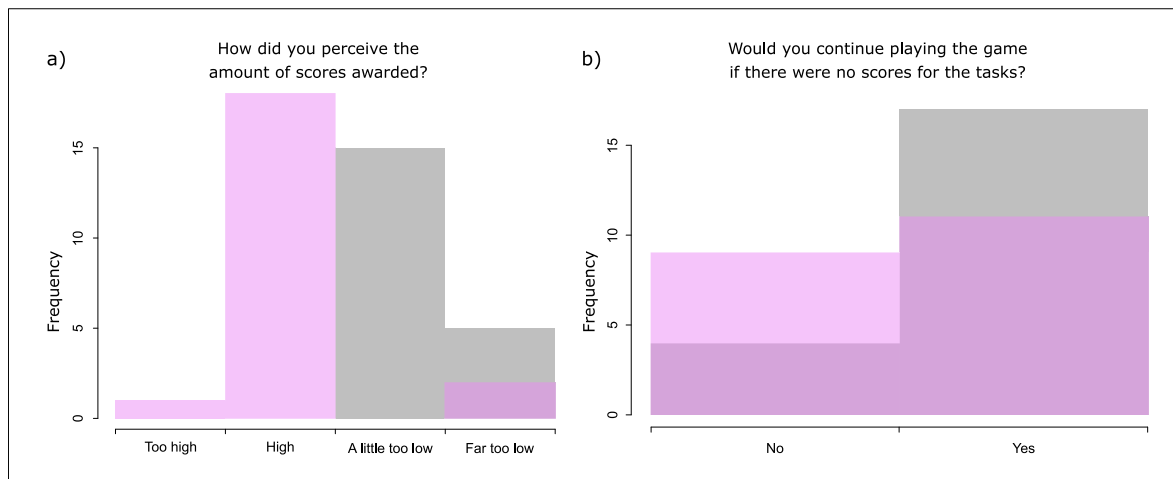 a)
How did you perceive the
amount of scores awarded?
Frequency
15
10
5
0
Too high
High
A little too low
Far too low
b)
Would you continue playing the game
if there were no scores for the tasks?
Frequency
15
10
5
0
No
Yes